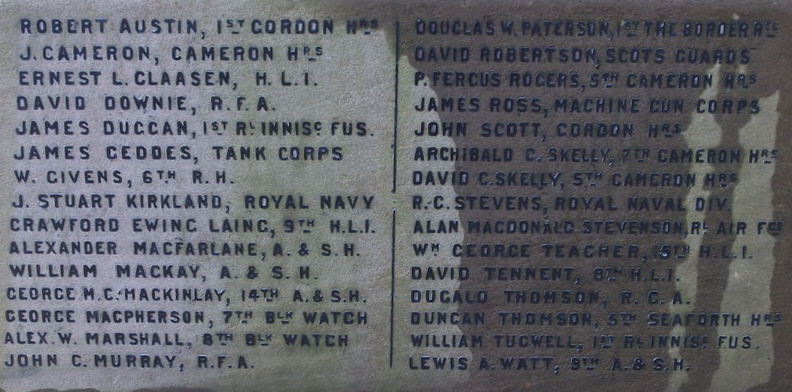 ROBERT AUSTIN, 1ST GORDON HRS
J. CAMERON, CAMERON HRS
ERNEST L. CLAASEN, H.L.I.
DAVID DOWNIE, R.F.A.
JAMES DUGGAN, 1ST RL INNISG FUS.
JAMES GEDDES, TANK CORPS
W. GIVENS, 6TH R.H.
J. STUART KIRKLAND, ROYAL NAVY
CRAWFORD EWING LAING, 9TH H.L.I.
ALEXANDER MACFARLANE, A. & S.H.
WILLIAM MACKAY, A. & S.H.
GEORGE M.C. MACKINLAY, 14TH A. & S.H.
GEORGE MACPHERSON, 7TH BLK WATCH
ALEX. W. MARSHALL, 8TH BLK WATCH
JOHN C. MURRAY, R.F.A.
DOUGLAS W. PATERSON, 1ST THE BORDER RS
DAVID ROBERTSON, SCOTS GUARDS
P. FERGUS ROGERS, 5TH CAMERON HRS
JAMES ROSS, MACHINE GUN CORPS
JOHN SCOTT, GORDON HRS
ARCHIBALD C. SKELLY, 7TH CAMERON HRS
DAVID C. SKELLY, 5TH CAMERON HRS
R.C. STEVENS, ROYAL NAVAL DIV.
ALAN MACDONALD STEVENSON, RL AIR FCE
WM GEORGE TEACHER, 15TH H.L.I.
DAVID TENNENT, 8TH H.L.I.
DUGALD THOMSON, R.G.A.
DUNCAN THOMSON, 5TH SEAFORTH HRS
WILLIAM TUGWELL, 1ST RL INNISG FUS.
LEWIS A. WATT, 9TH A. & S.H.